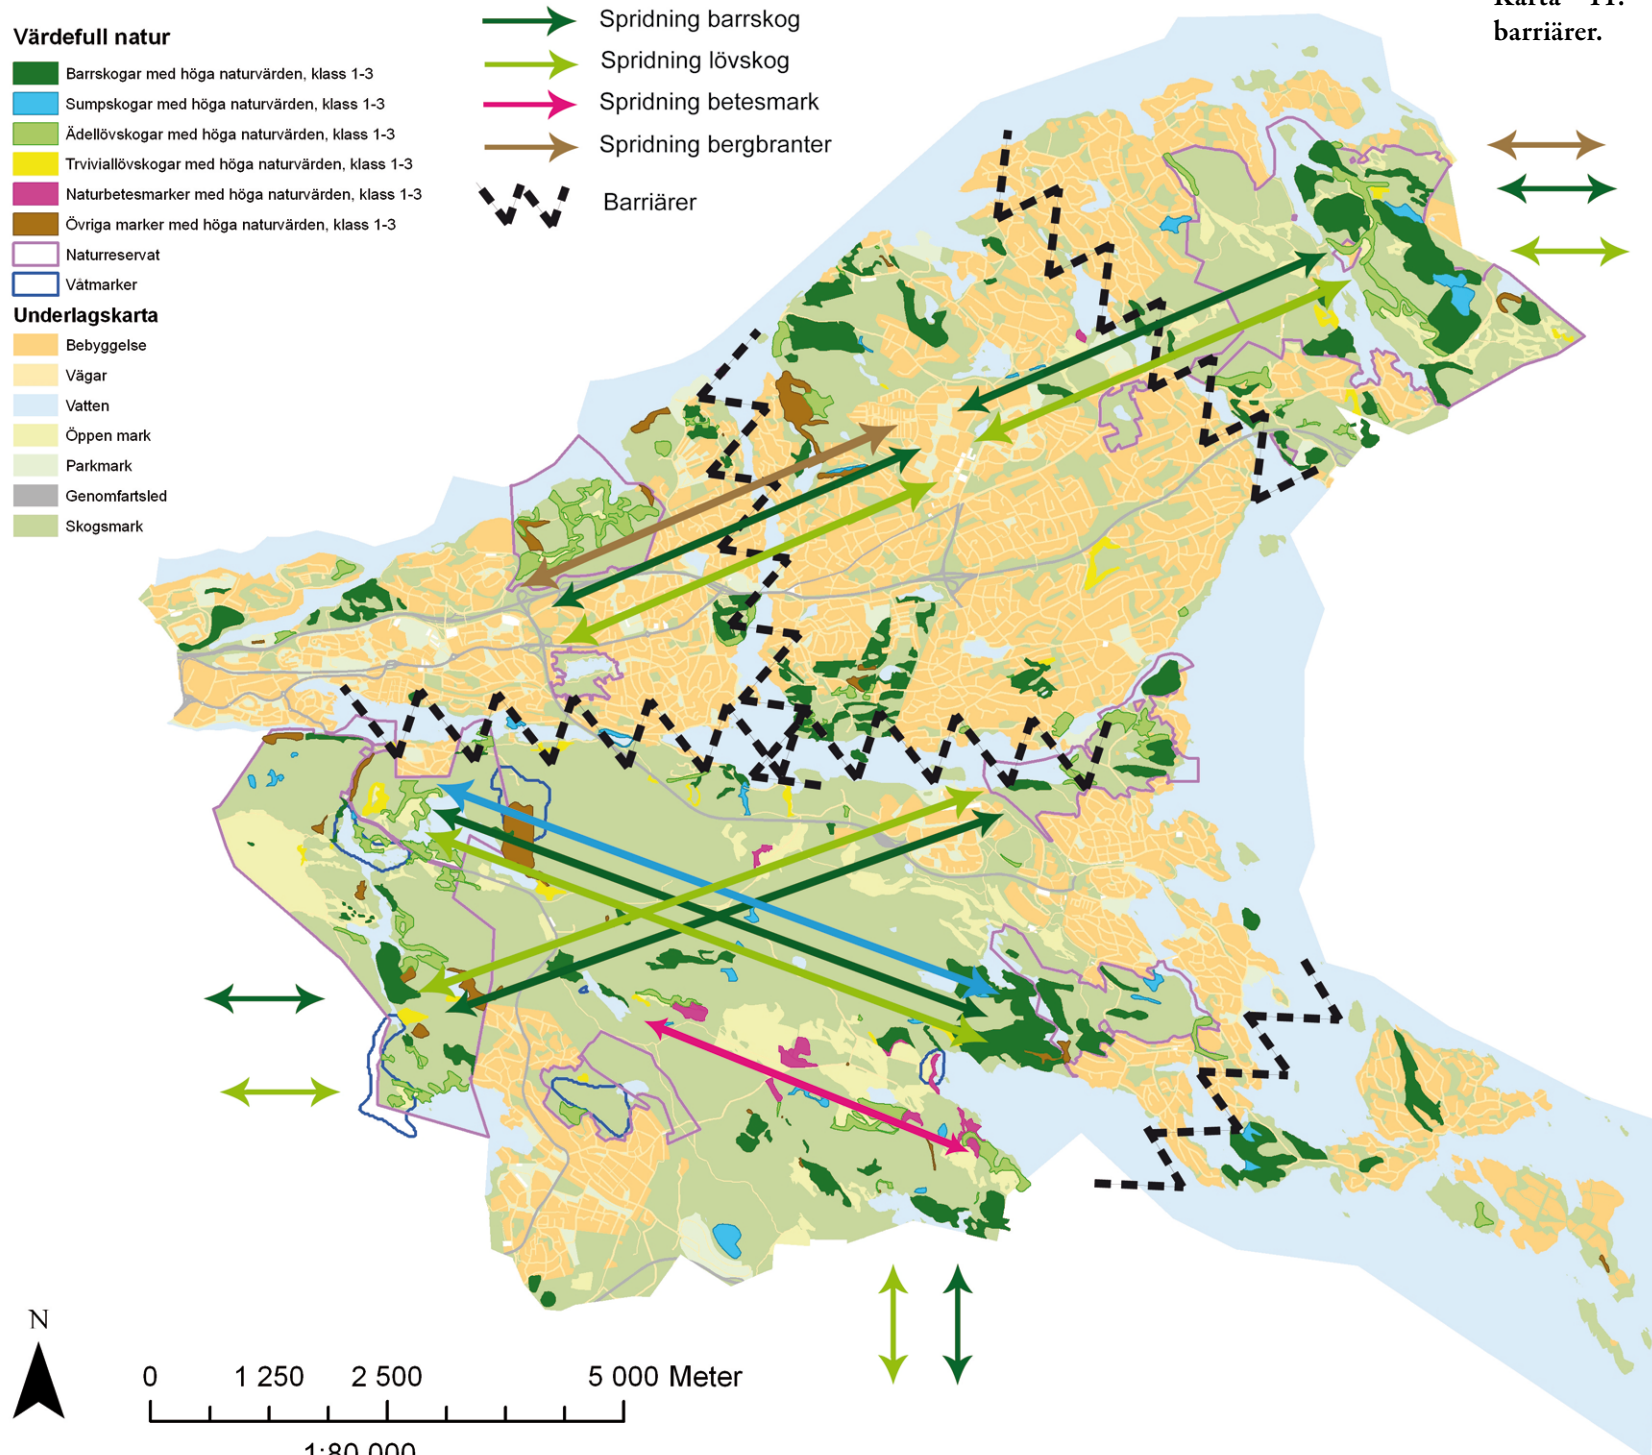 Värdefull natur
Barrskogar med höga naturvärden, klass 1-3
Sumpskogar med höga naturvärden, klass 1-3
Ädellövskogar med höga naturvärden, klass 1-3
Trviviallövskogar med höga naturvärden, klass 1-3
Naturbetesmarker med höga naturvärden, klass 1-3
Övriga marker med höga naturvärden, klass 1-3
Naturreservat
Våtmarker
Underlagskarta
Bebyggelse
Vägar
Vatten
Öppen mark
Parkmark
Genomfartsled
Skogsmark
Spridning barrskog
Spridning lövskog
Spridning betesmark
Spridning bergbranter
Barriärer
Karta 11.
barriärer.
N
0 1 250 2 500 5 000 Meter
1:80 000